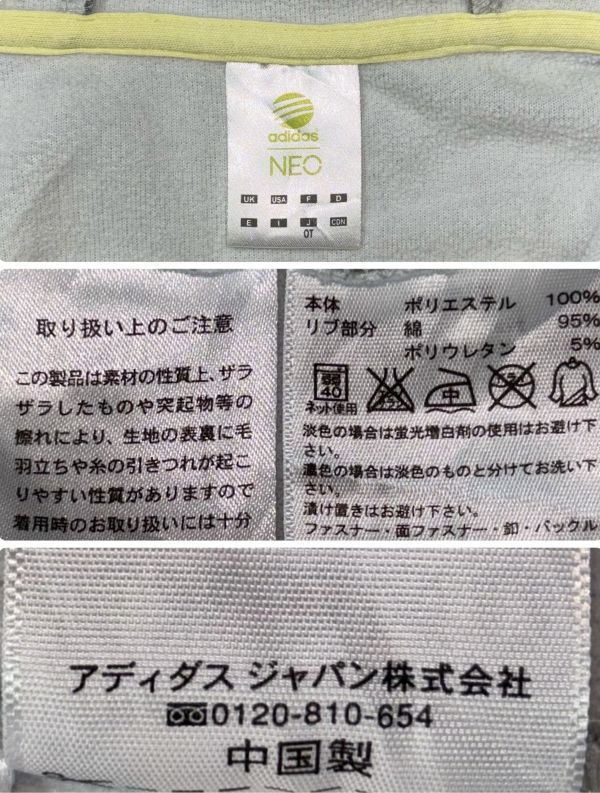 adidas
NEO
UK USA F D
E I J CDN
OT
取り扱い上のご注意
この製品は素材の性質上、ザラ
ザラしたものや突起物等の
擦れにより、生地の表裏に毛
羽立ちや糸の引きつれが起こ
りやすい性質がありますので
着用時のお取り扱いには十分
本体 ポリエステル 100%
リブ部分 綿 95%
ポリウレタン 5%
40
中
ネット使用
淡色の場合は蛍光増白剤の使用はお避け下
さい。
濃色の場合は淡色のものと分けてお洗い下
さい。
漬け置きはお避け下さい。
ファスナー・面ファスナー・釦・バックル
アディダス ジャパン株式会社
0120-810-654
中国製